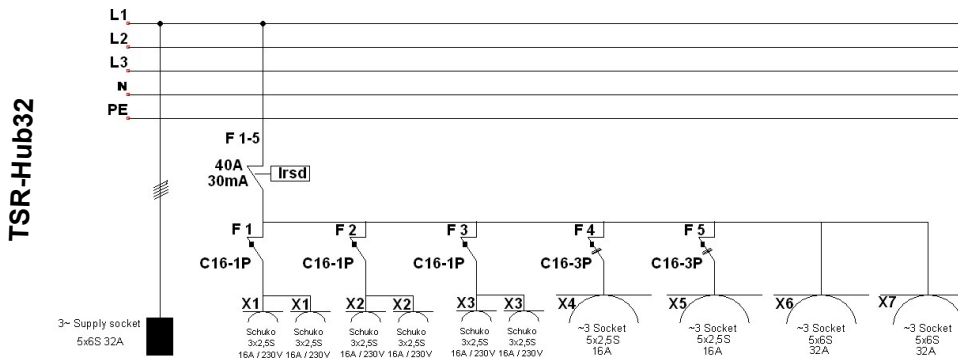 TSR-Hub32
L1
L2
L3
N
PE
F 1-5
40A
30mA
Irsd
F 1
F 2
F 3
F 4
F 5
C16-1P
C16-1P
C16-1P
C16-3P
C16-3P
X1
X1
X2
X2
X3
X3
X4
X5
X6
X7
3~ Supply socket
5x6S 32A
Schuko
3x2,5S
16A / 230V
Schuko
3x2,5S
16A / 230V
Schuko
3x2,5S
16A / 230V
Schuko
3x2,5S
16A / 230V
Schuko
3x2,5S
16A / 230V
Schuko
3x2,5S
16A / 230V
~3 Socket
5x2,5S
16A
~3 Socket
5x2,5S
16A
~3 Socket
5x6S
32A
~3 Socket
5x6S
32A